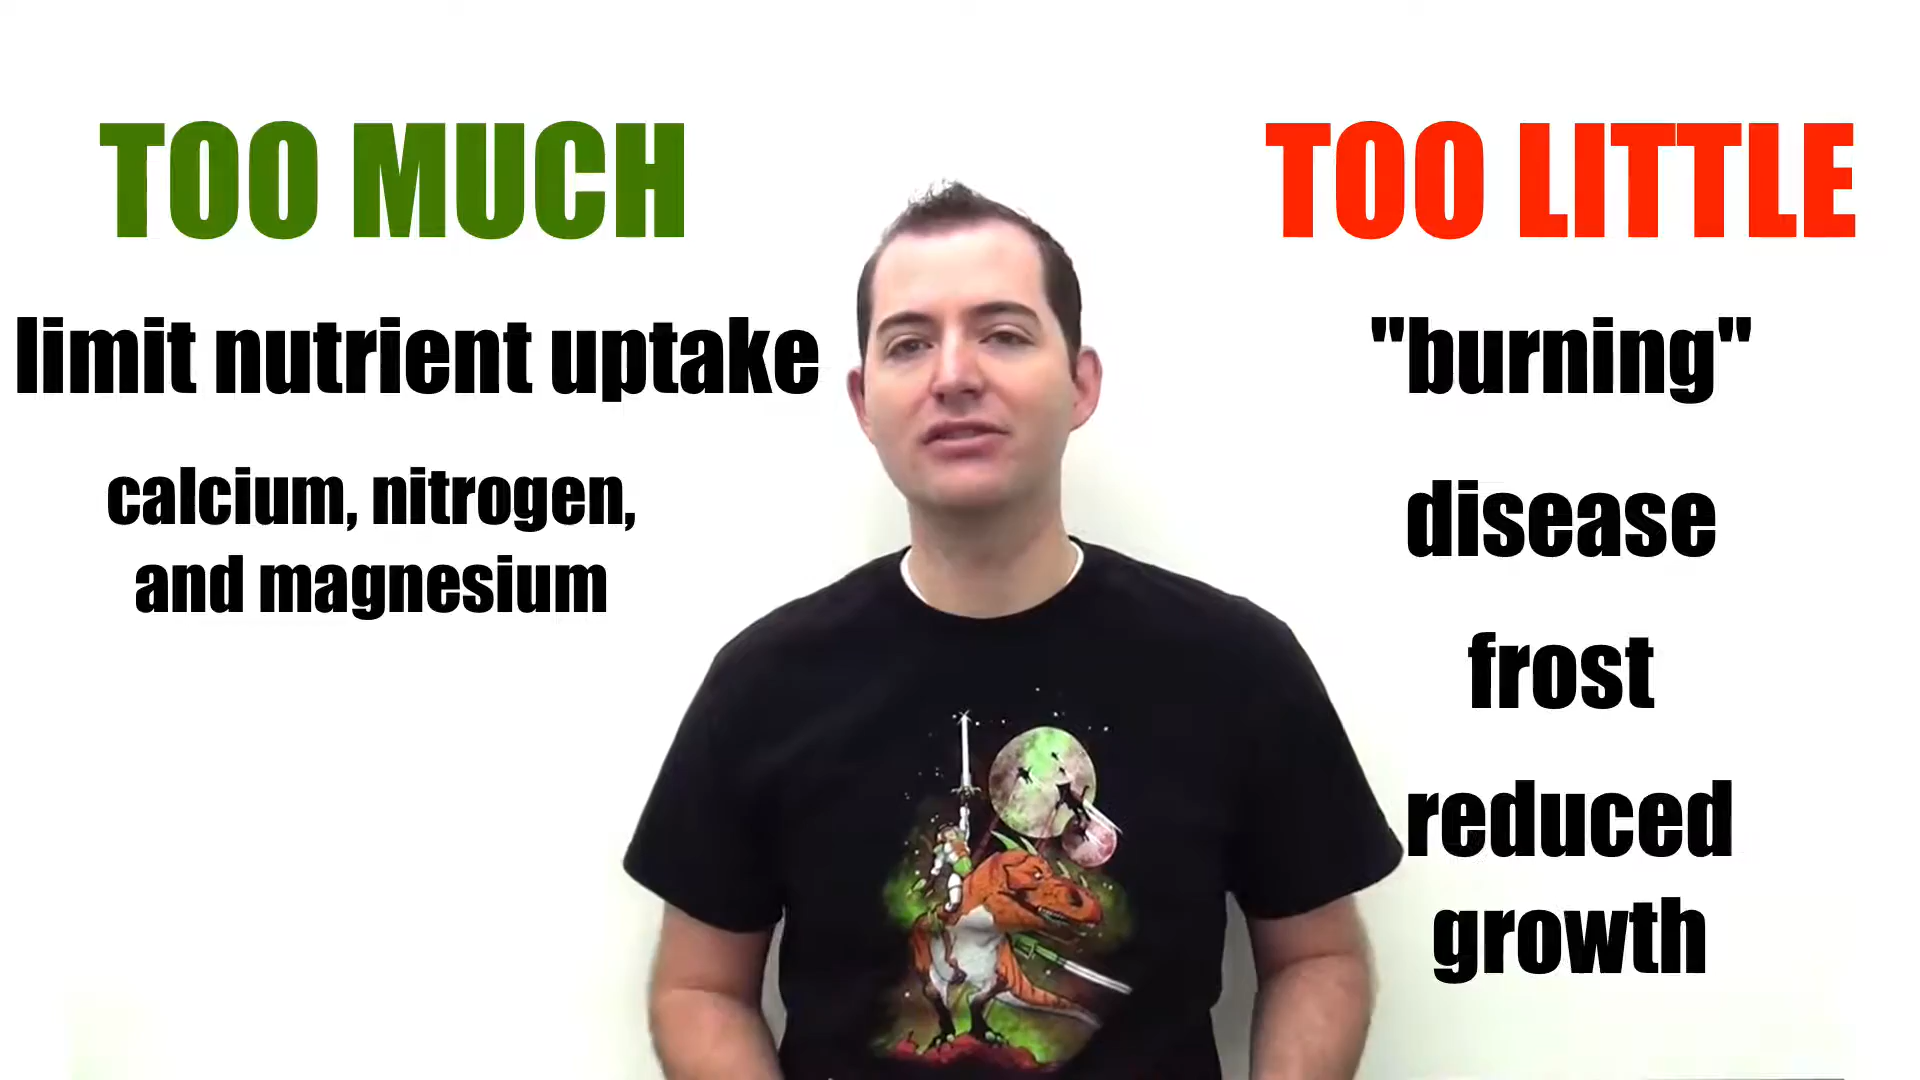 TOO MUCH
limit nutrient uptake
calcium, nitrogen,
and magnesium
TOO LITTLE
"burning"
disease
frost
reduced
growth